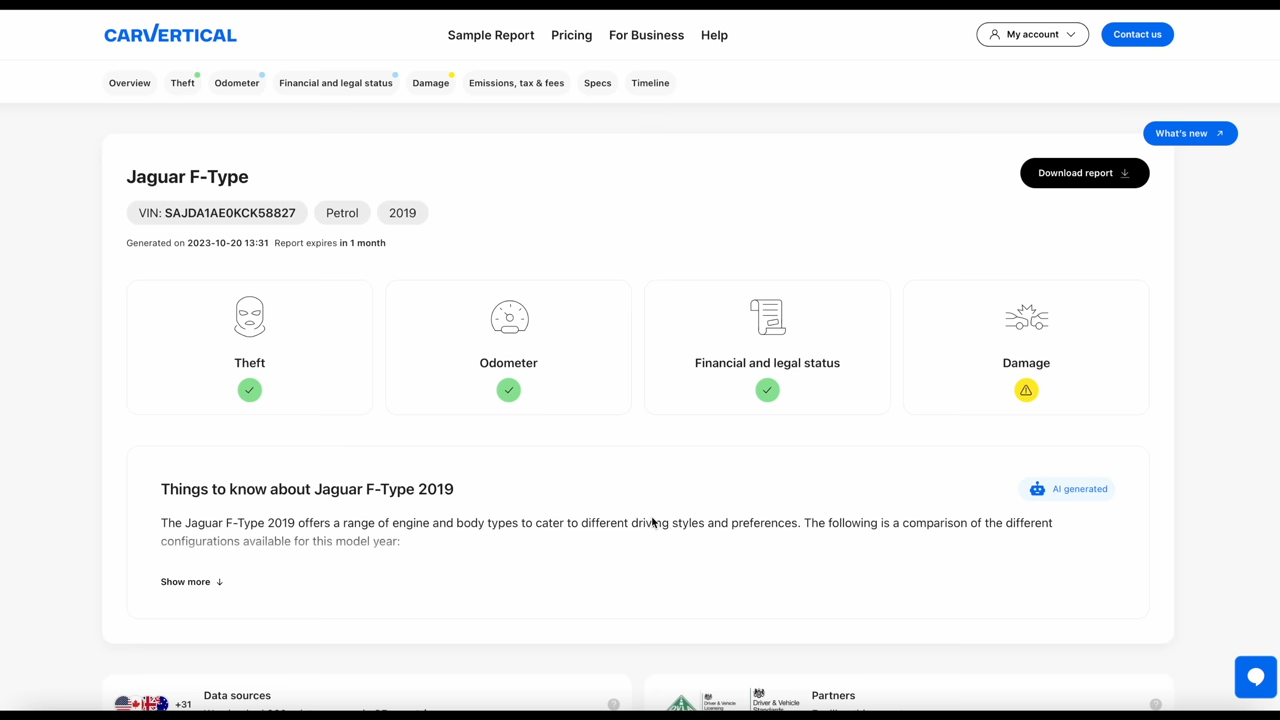 CARVERTICAL
Sample Report Pricing For Business Help
My account
Contact us
Overview Theft Odometer Financial and legal status Damage Emissions, tax & fees Specs Timeline
What's new
Jaguar F-Type
Download report
VIN: SAJDA1AE0KCK58827 Petrol 2019
Generated on 2023-10-20 13:31 Report expires in 1 month
Theft
Odometer
Financial and legal status
Damage
Things to know about Jaguar F-Type 2019
AI generated
The Jaguar F-Type 2019 offers a range of engine and body types to cater to different driving styles and preferences. The following is a comparison of the different
configurations available for this model year:
Show more
+31
Data sources
Driver & Vehicle
Driver & Vehicle
Standards
Partners